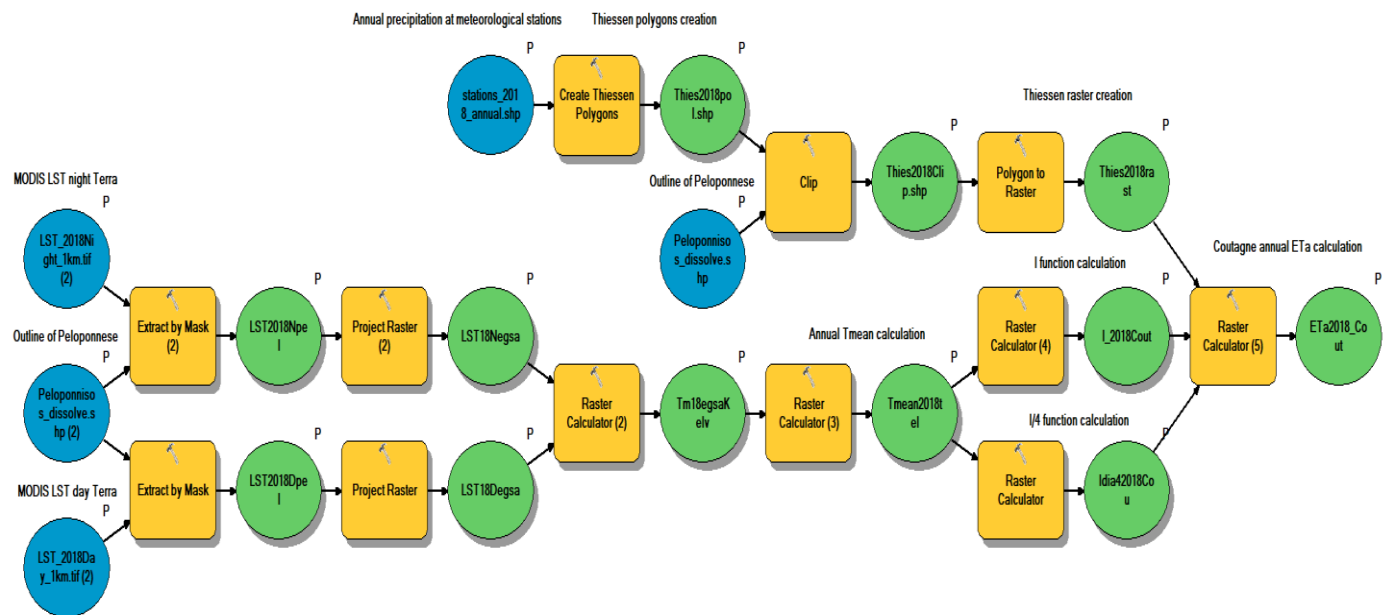 Annual precipitation at meteorological stations
Thiessen polygons creation
P
P
stations_201
8_annual.shp
Create Thiessen
Polygons
Thies2018po
l.shp
Thiessen raster creation
MODIS LST night Terra
P
LST_2018Ni
ght_1km.tif
(2)
Outline of Peloponnese
P
Peloponnisos
s_dissolve.s
hp
Clip
P
Thies2018Cli
p.shp
Polygon to
Raster
P
Thies2018ra
st
I function calculation
Coutagne annual ETa calculation
Extract by Mask
(2)
P
LST2018Npe
l
Project Raster
(2)
P
LST18Negsa
Outline of Peloponnese
P
Peloponnisos
s_dissolve.s
hp (2)
Annual Tmean calculation
Raster
Calculator (2)
P
Tm18egsaK
elv
Raster
Calculator (3)
P
Tmean2018t
el
Raster
Calculator (4)
P
I_2018Cout
Raster
Calculator (5)
P
ETa2018_Co
ut
I/4 function calculation
MODIS LST day Terra
P
LST_2018Da
y_1km.tif (2)
Extract by Mask
P
LST2018Dpe
l
Project Raster
P
LST18Degsa
Raster
Calculator
P
Idia42018Co
u